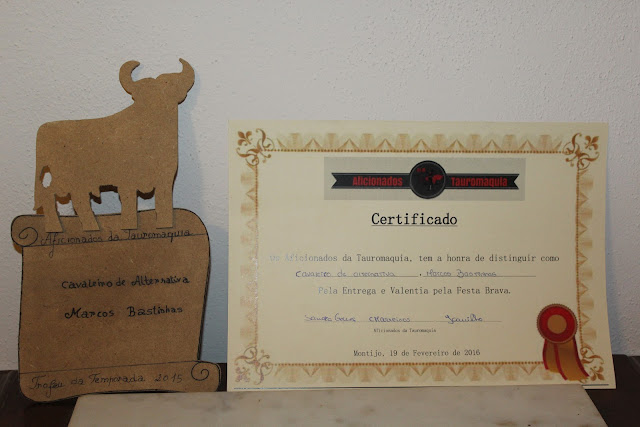 Aficionados da Tauromaquia
Cavaleiro de Alternativa
Marcos Bastinhas
Troféu da Temporada 2015
Aficionados Tauromaquia
Certificado
Os Aficionados da Tauromaquia, tem a honra de distinguir como
Cavaleiro de Alternativa , Marcos Bastinhas
Pela Entrega e Valentia pela Festa Brava.
Aficionados da Tauromaquia
Montijo, 19 de Fevereiro de 2016